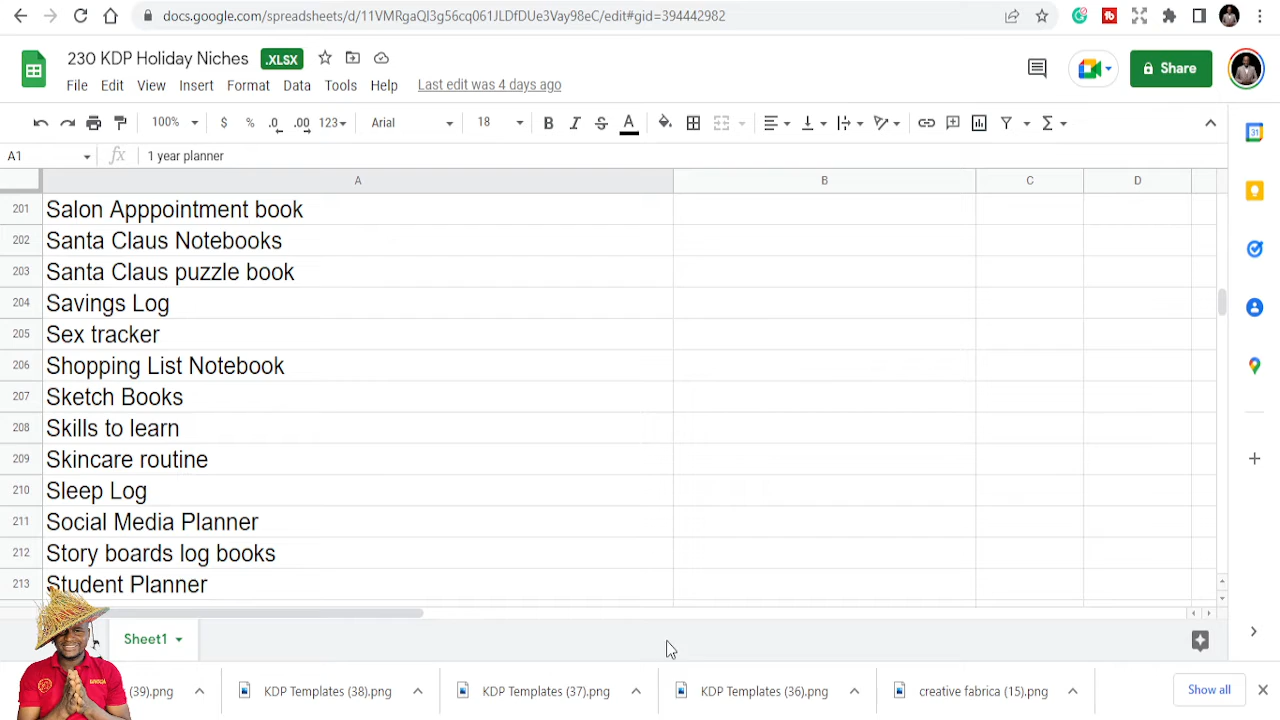 docs.google.com/spreadsheets/d/11VMRgaQI3g56cq061JLDfDUe3Vay98eC/edit#gid=394442982
230 KDP Holiday Niches .XLSX
File Edit View Insert Format Data Tools Help Last edit was 4 days ago
Share
100% $ % .0 .00 123 Arial 18 B I S A
A1 fx 1 year planner
A B C D
201 Salon Apppointment book
202 Santa Claus Notebooks
203 Santa Claus puzzle book
204 Savings Log
205 Sex tracker
206 Shopping List Notebook
207 Sketch Books
208 Skills to learn
209 Skincare routine
210 Sleep Log
211 Social Media Planner
212 Story boards log books
213 Student Planner
Sheet1
(39).png KDP Templates (38).png KDP Templates (37).png KDP Templates (36).png creative fabrica (15).png Show all